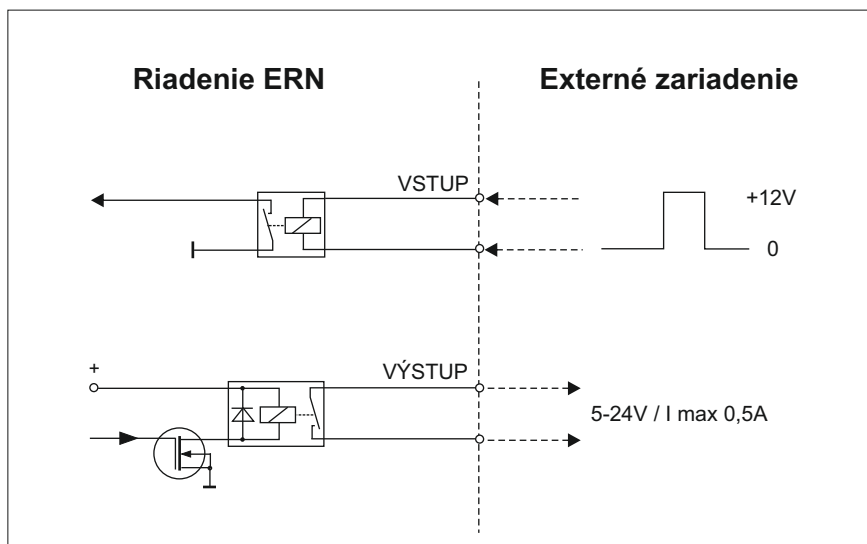 Riadenie ERN
Externé zariadenie
VSTUP
+12V
0
+
VÝSTUP
5-24V / I max 0,5A